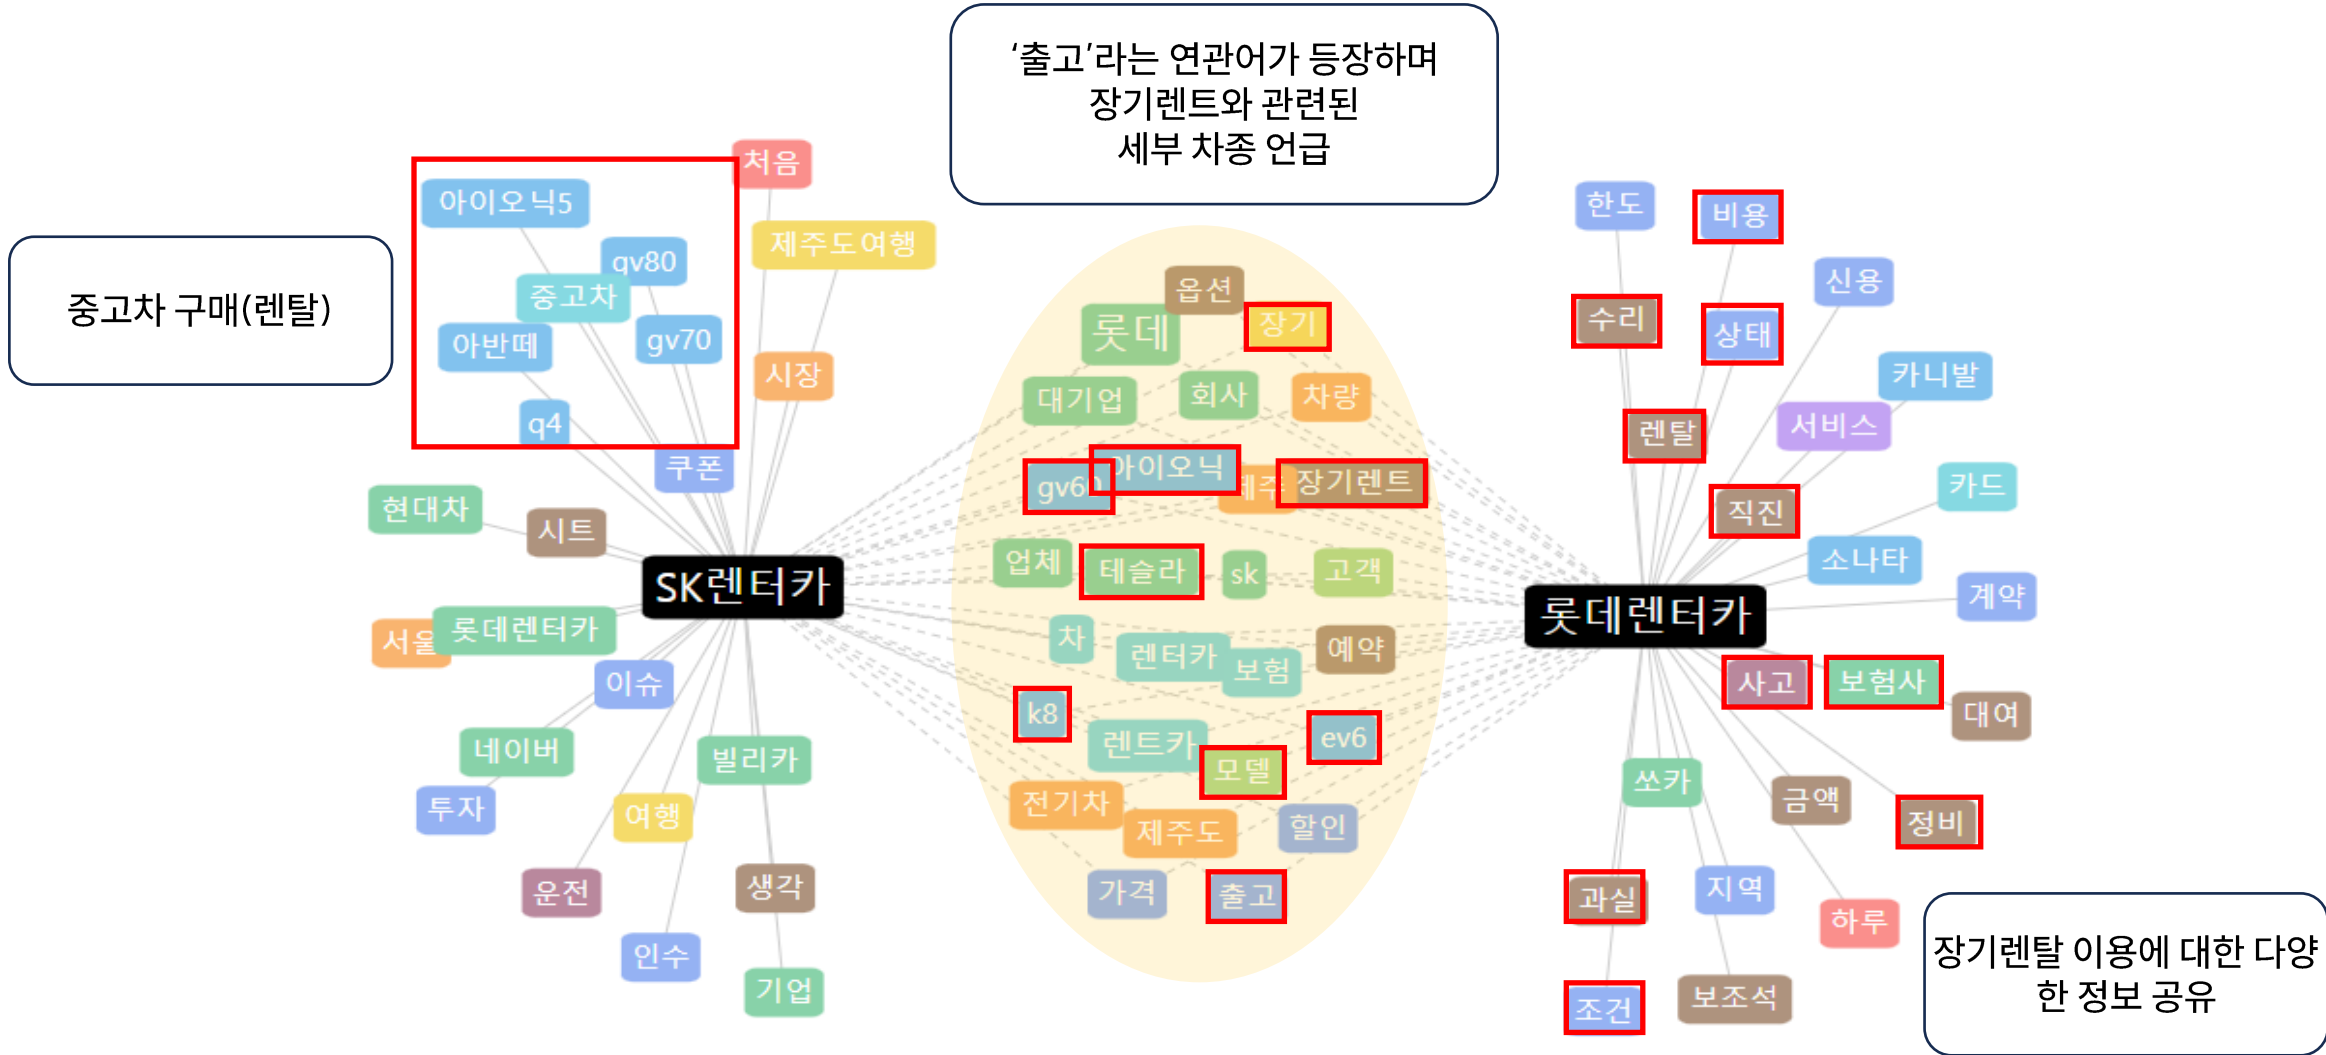 ‘출고’라는 연관어가 등장하며
장기렌트와 관련된
세부 차종 언급
중고차 구매(렌탈)
처음
아이오닉5
제주도여행
gv80
중고차
아반떼
gv70
시장
q4
쿠폰
현대차
시트
SK렌터카
서울
롯데렌터카
이슈
네이버
빌리카
투자
여행
운전
생각
인수
기업
옵션
롯데
장기
대기업
회사
차량
아이오닉
gv60
제주
장기렌트
업체
테슬라
sk
고객
차
렌터카
보험
예약
k8
렌트카
ev6
모델
전기차
제주도
할인
가격
출고
한도
비용
신용
수리
상태
카니발
서비스
렌탈
카드
직진
소나타
계약
롯데렌터카
사고
보험사
대여
쏘카
금액
정비
과실
지역
하루
조건
보조석
장기렌탈 이용에 대한 다양
한 정보 공유